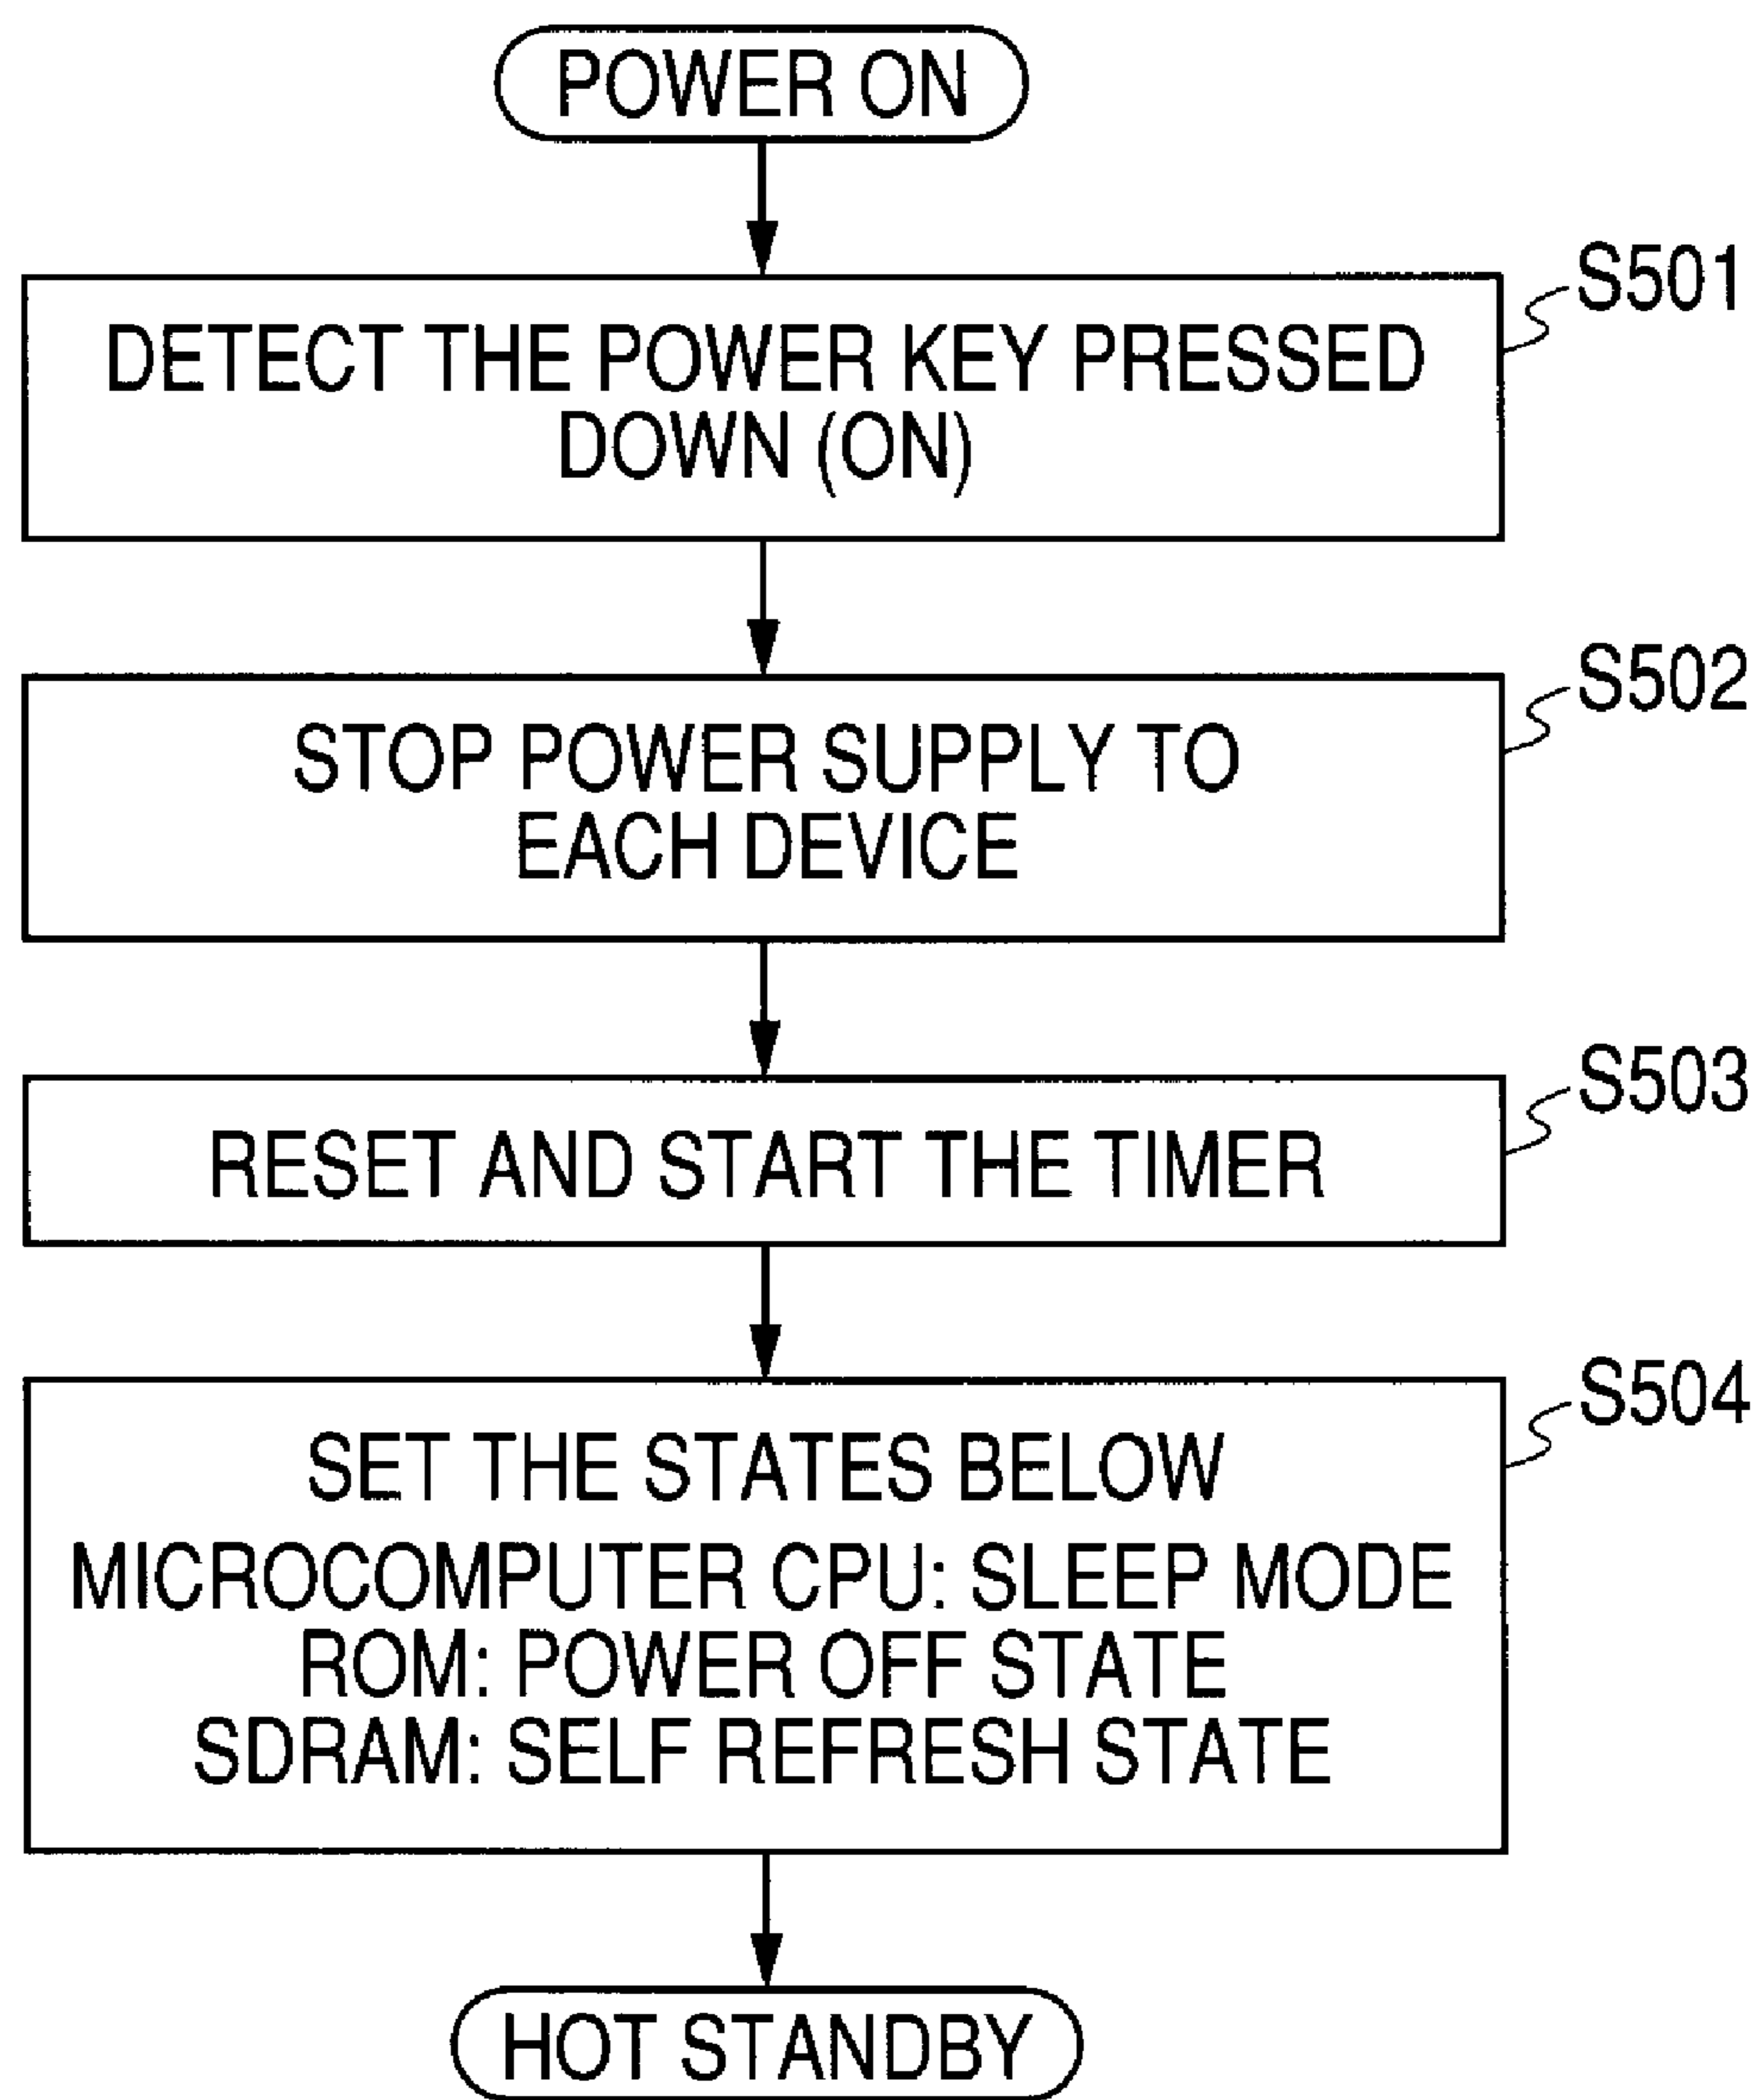 POWER ON
S501
DETECT THE POWER KEY PRESSED
DOWN (ON)
S502
STOP POWER SUPPLY TO
EACH DEVICE
S503
RESET AND START THE TIMER
S504
SET THE STATES BELOW
MICROCOMPUTER CPU: SLEEP MODE
ROM: POWER OFF STATE
SDRAM: SELF REFRESH STATE
HOT STANDBY